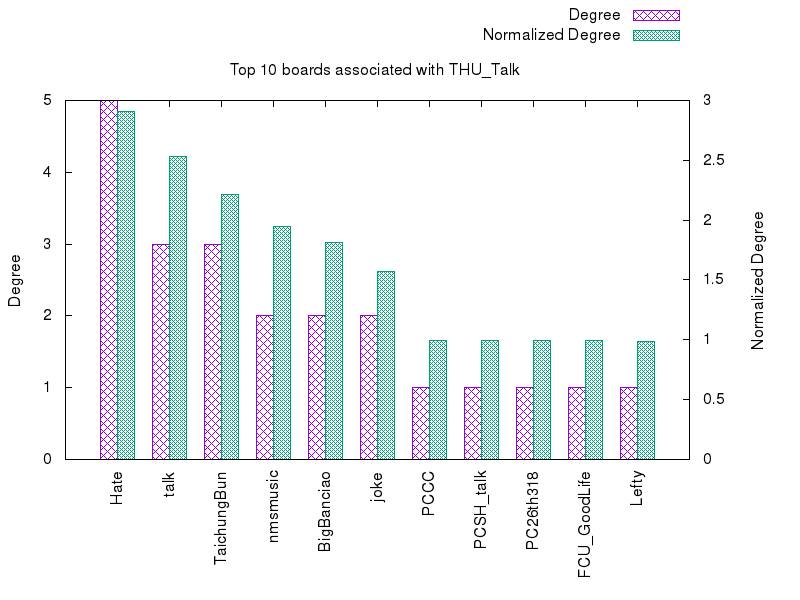 Degree
Normalized Degree
Top 10 boards associated with THU_Talk
5
4
3
2
1
0
3
2.5
2
1.5
1
0.5
0
Degree
Normalized Degree
Hate
talk
TaichungBun
nmsmusic
BigBanciao
joke
PCCC
PCSH_talk
PC26th318
FCU_GoodLife
Lefty